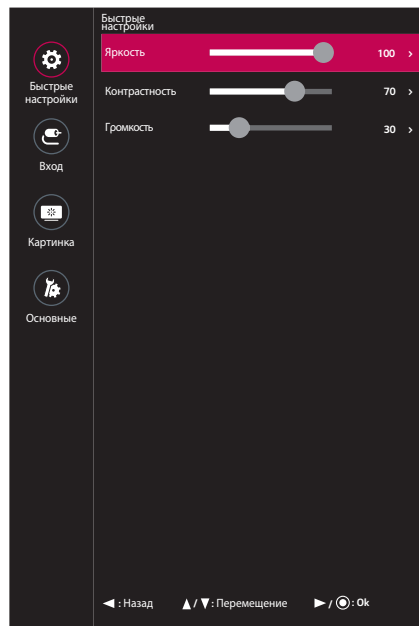 Быстрые
настройки
Яркость 100 >
Контрастность 70 >
Громкость 30 >
Быстрые
настройки
Вход
Картинка
Основные
◄ : Назад ▲ / ▼ : Перемещение ► / ◉ : Ok